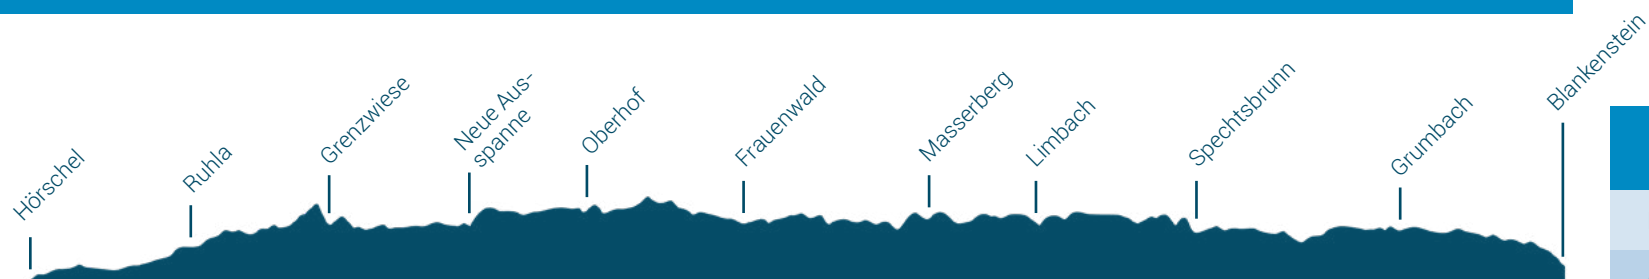 Hörschel
Ruhla
Grenzwiese
Neue Aus-
spanne
Oberhof
Frauenwald
Masserberg
Limbach
Spechtsbrunn
Grumbach
Blankenstein